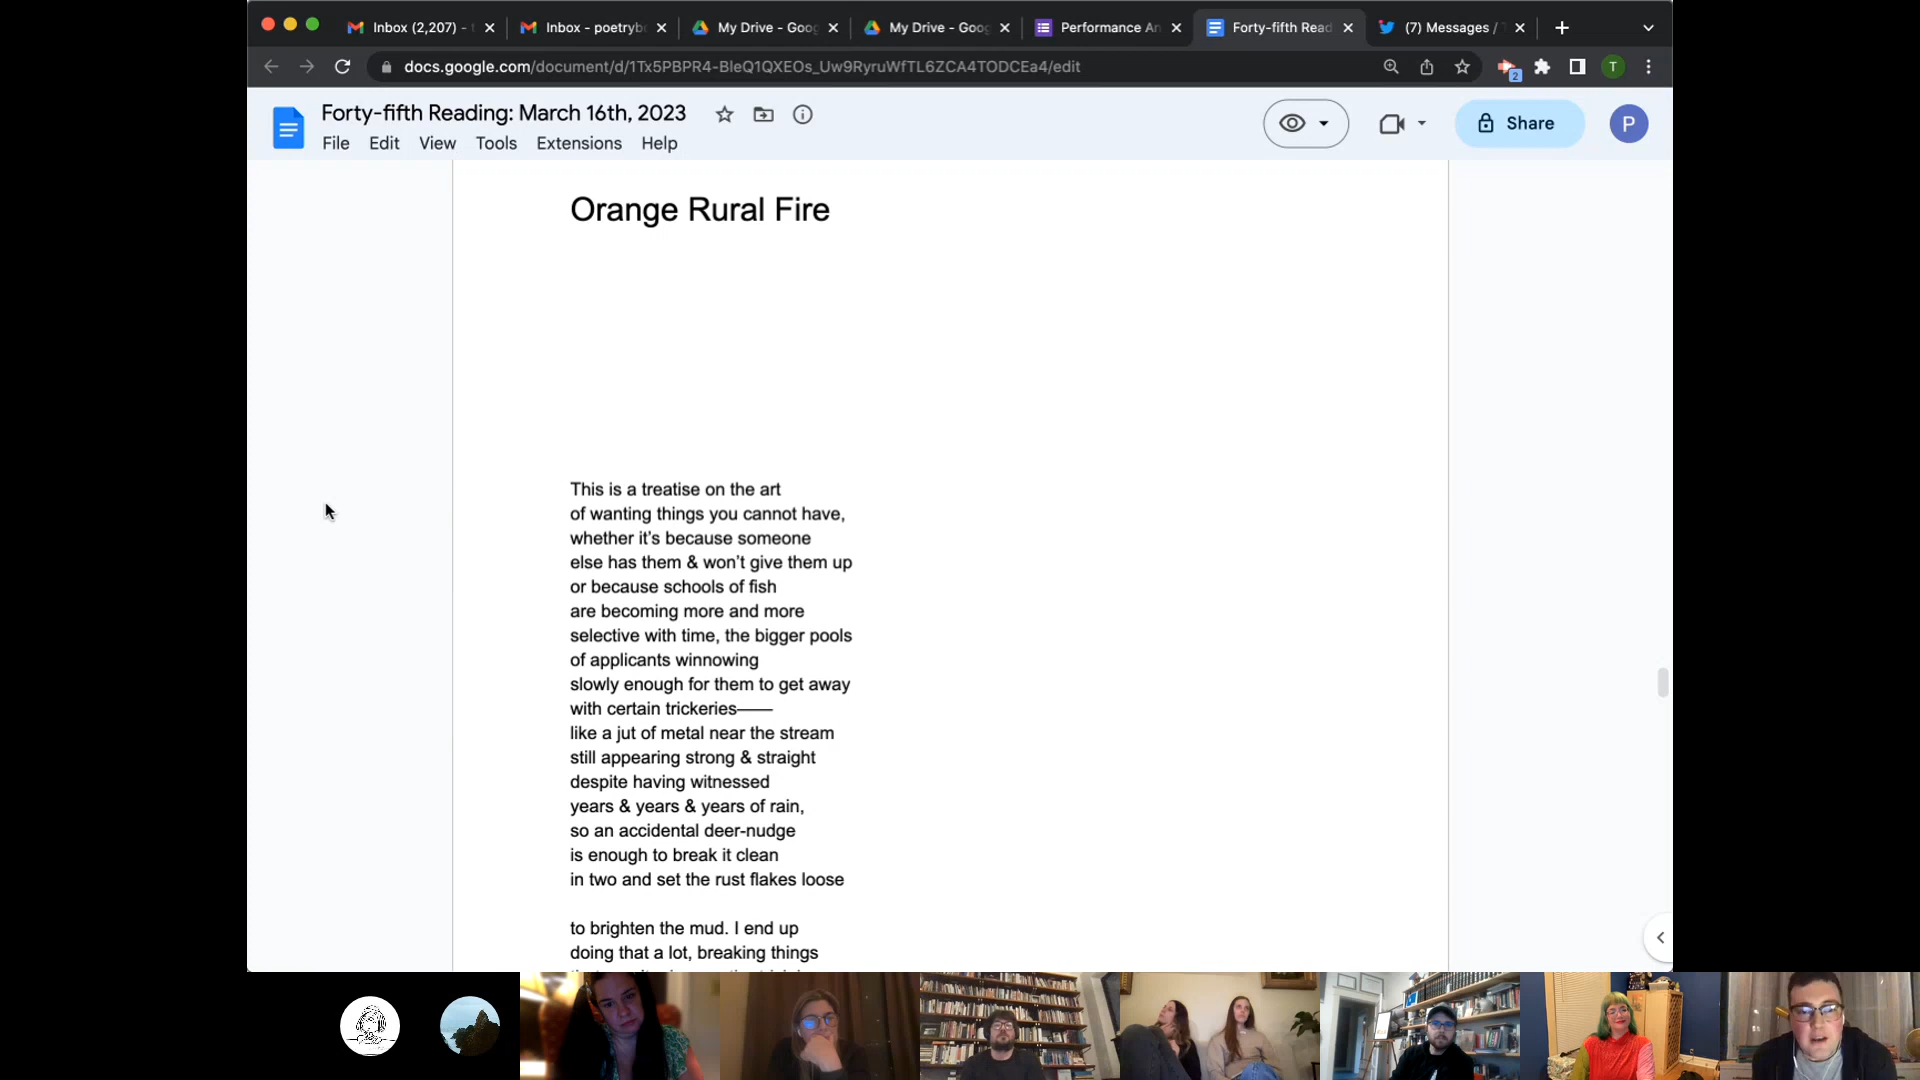 Inbox (2,207) -
Inbox - poetryb
My Drive - Goog
My Drive - Goog
Performance An
Forty-fifth Read
(7) Messages /
docs.google.com/document/d/1Tx5PBPR4-BleQ1QXEOs_Uw9RyruWfTL6ZCA4TODCEa4/edit
2
T
Forty-fifth Reading: March 16th, 2023
Share
P
File Edit View Tools Extensions Help
Orange Rural Fire
This is a treatise on the art
of wanting things you cannot have,
whether it's because someone
else has them & won't give them up
or because schools of fish
are becoming more and more
selective with time, the bigger pools
of applicants winnowing
slowly enough for them to get away
with certain trickeries——
like a jut of metal near the stream
still appearing strong & straight
despite having witnessed
years & years & years of rain,
so an accidental deer-nudge
is enough to break it clean
in two and set the rust flakes loose
to brighten the mud. I end up
doing that a lot, breaking things